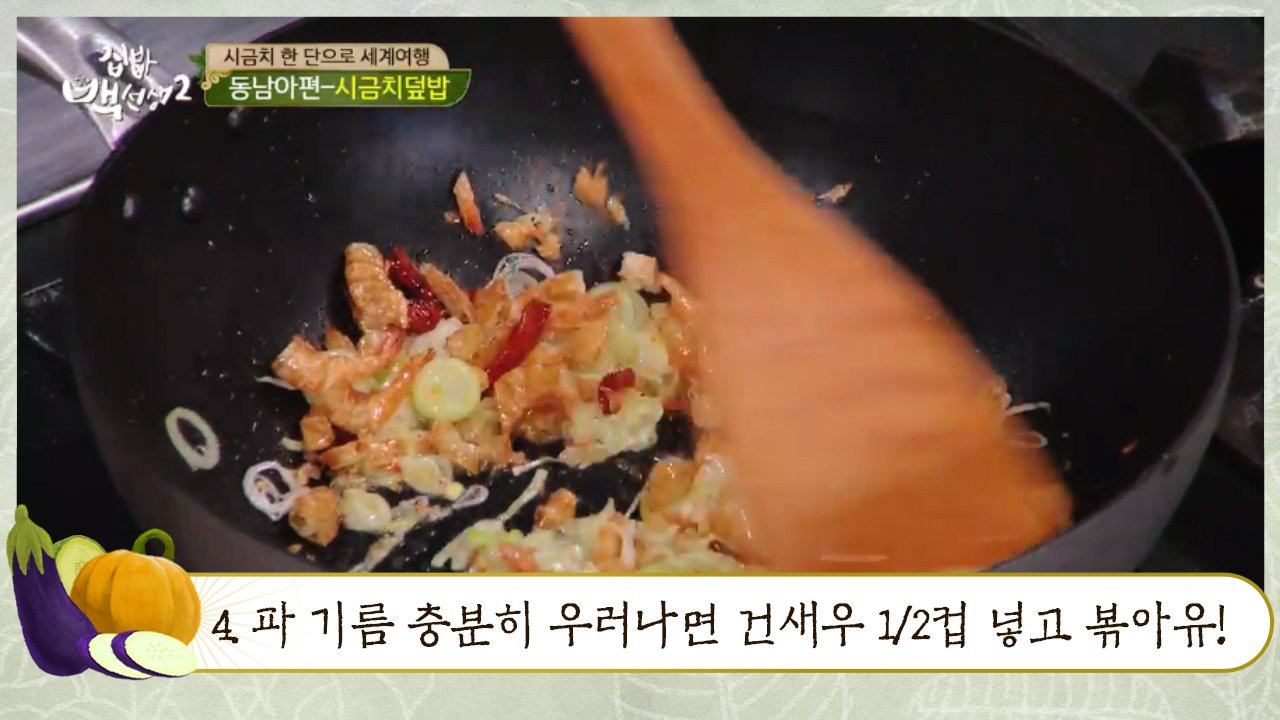 집밥
백선생2
시금치 한 단으로 세계여행
동남아편-시금치덮밥
4. 파 기름 충분히 우러나면 건새우 1/2컵 넣고 볶아유!